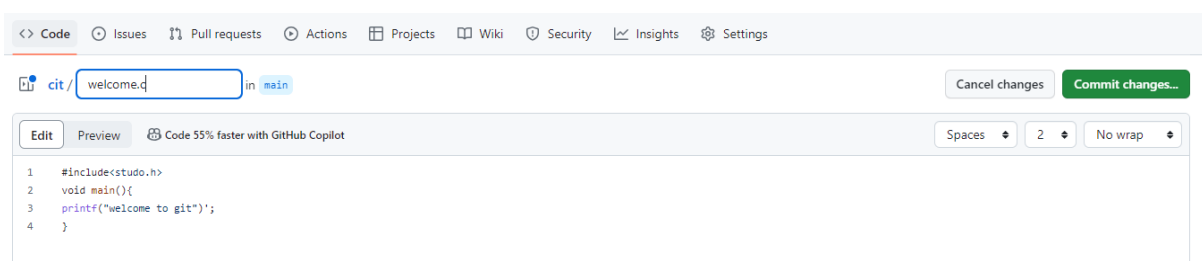 <> Code Issues Pull requests Actions Projects Wiki Security Insights Settings
cit / welcome.c in main Cancel changes Commit changes...
Edit Preview Code 55% faster with GitHub Copilot Spaces 2 No wrap
1 #include<studo.h>
2 void main(){
3 printf("welcome to git")';
4 }